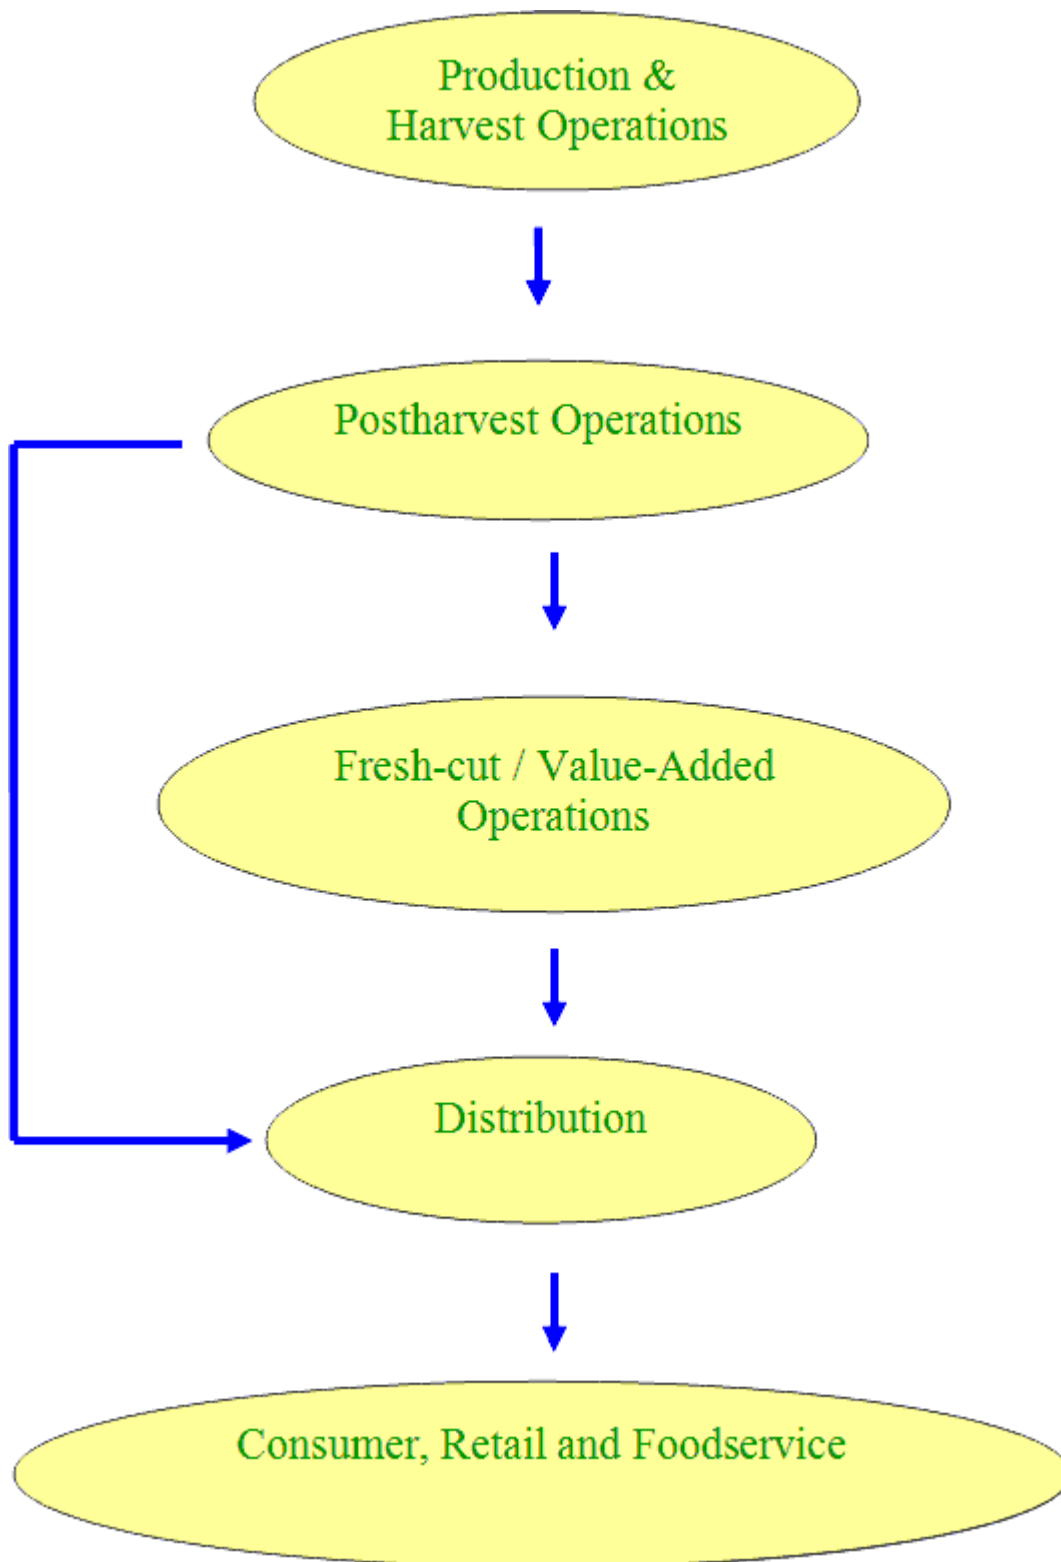 Production &
Harvest Operations
Postharvest Operations
Fresh-cut / Value-Added
Operations
Distribution
Consumer, Retail and Foodservice